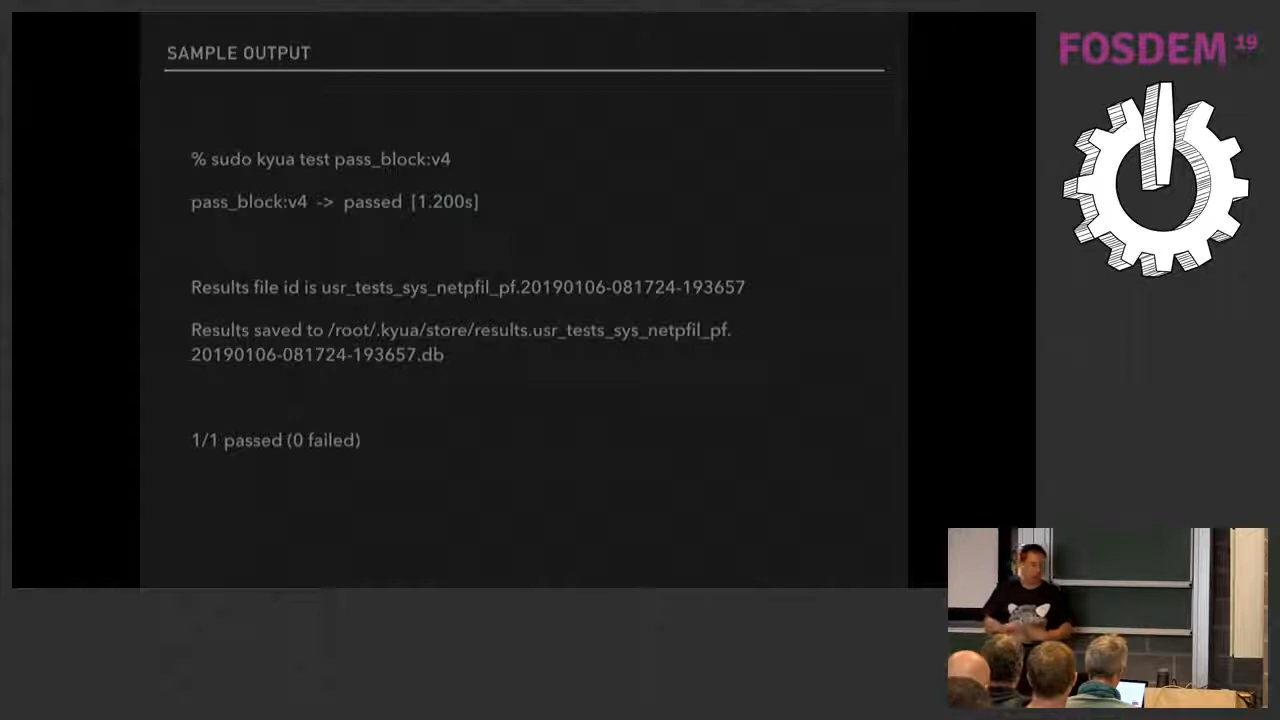 SAMPLE OUTPUT
% sudo kyua test pass_block:v4
pass_block:v4 -> passed [1.200s]
Results file id is usr_tests_sys_netpfil_pf.20190106-081724-193657
Results saved to /root/.kyua/store/results.usr_tests_sys_netpfil_pf.
20190106-081724-193657.db
1/1 passed (0 failed)
FOSDEM 19